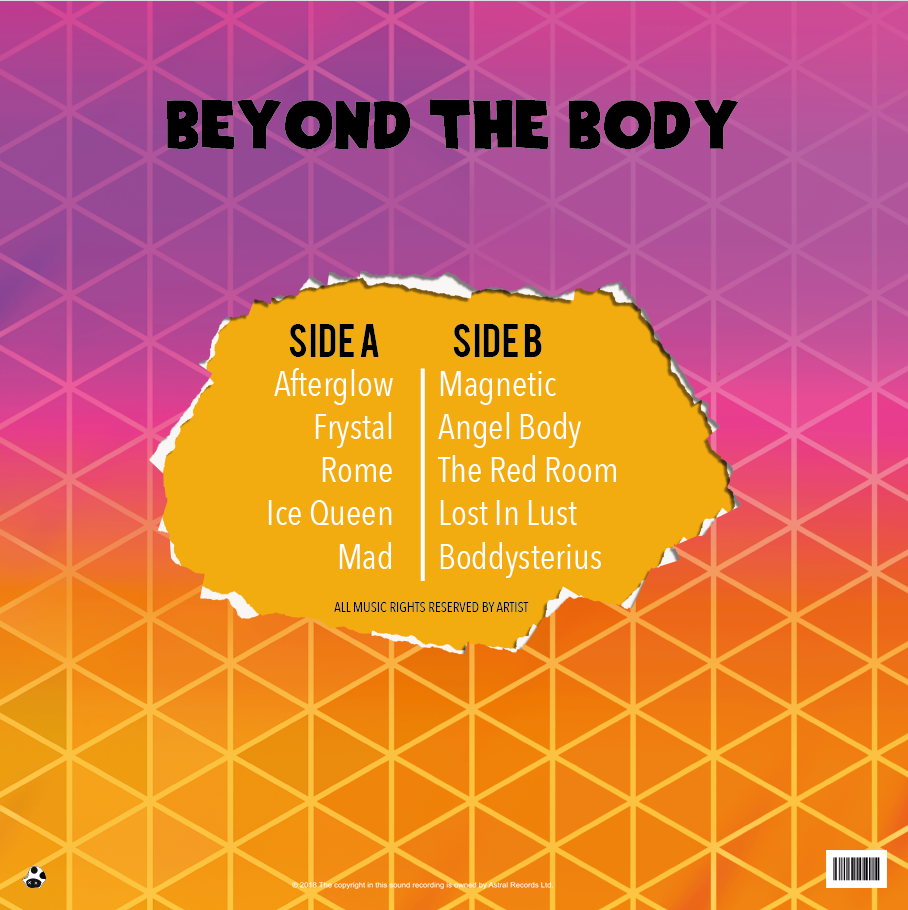 BEYOND THE BODY
SIDE A
Afterglow
Frystal
Rome
Ice Queen
Mad
SIDE B
Magnetic
Angel Body
The Red Room
Lost In Lust
Boddysterius
ALL MUSIC RIGHTS RESERVED BY ARTIST
© 2018 The copyright in this sound recording is owned by Astral Records Ltd.